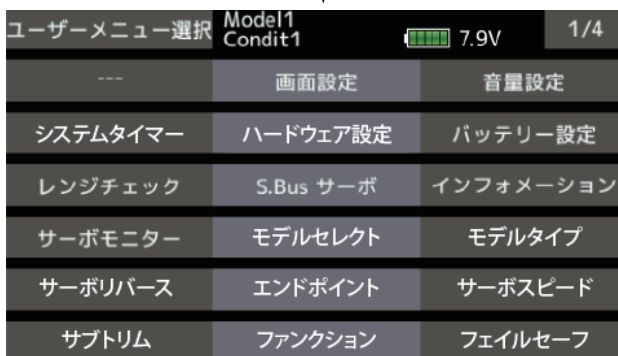 ユーザーメニュー選択 Model1 Condit1 7.9V 1/4
--- 画面設定 音量設定
システムタイマー ハードウェア設定 バッテリー設定
レンジチェック S.Bus サーボ インフォメーション
サーボモニター モデルセレクト モデルタイプ
サーボリバース エンドポイント サーボスピード
サブトリム ファンクション フェイルセーフ